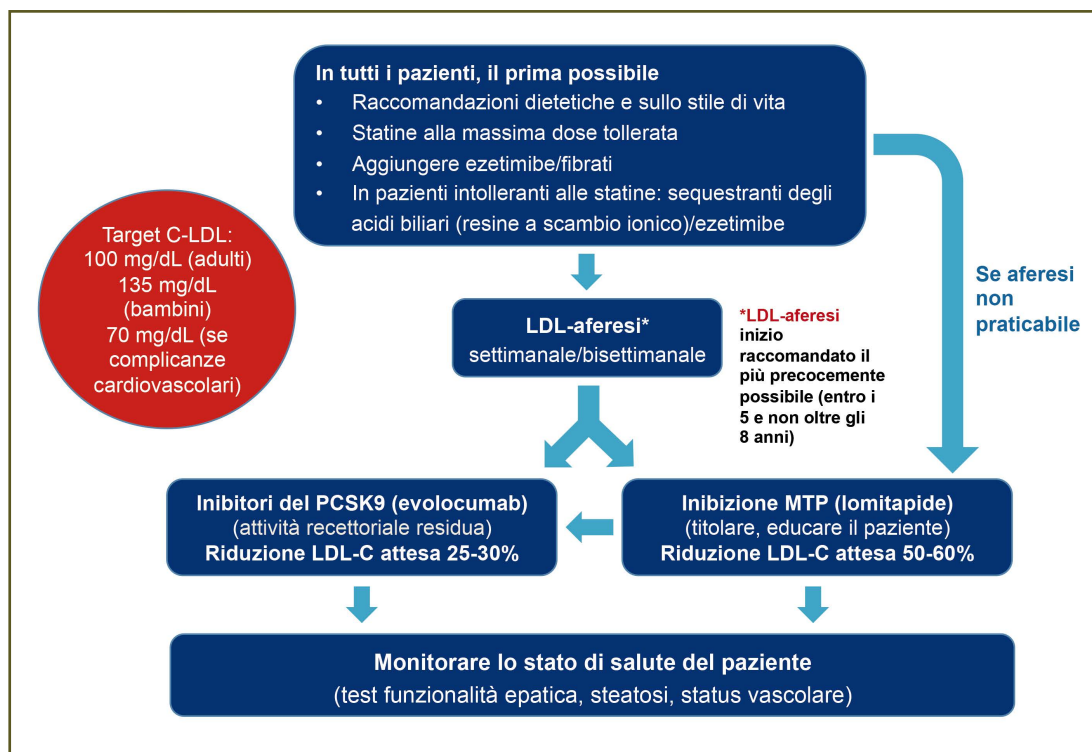 In tutti i pazienti, il prima possibile
• Raccomandazioni dietetiche e sullo stile di vita
• Statine alla massima dose tollerata
• Aggiungere ezetimibe/fibrati
• In pazienti intolleranti alle statine: sequestranti degli
acidi biliari (resine a scambio ionico)/ezetimibe
Target C-LDL:
100 mg/dL (adulti)
135 mg/dL
(bambini)
70 mg/dL (se
complicanze
cardiovascolari)
Se aferesi
non
praticabile
LDL-aferesi*
settimanale/bisettimanale
*LDL-aferesi
inizio
raccomandato il
più precocemente
possibile (entro i
5 e non oltre gli
8 anni)
Inibitori del PCSK9 (evolocumab)
(attività recettoriale residua)
Riduzione LDL-C attesa 25-30%
Inibizione MTP (lomitapide)
(titolare, educare il paziente)
Riduzione LDL-C attesa 50-60%
Monitorare lo stato di salute del paziente
(test funzionalità epatica, steatosi, status vascolare)